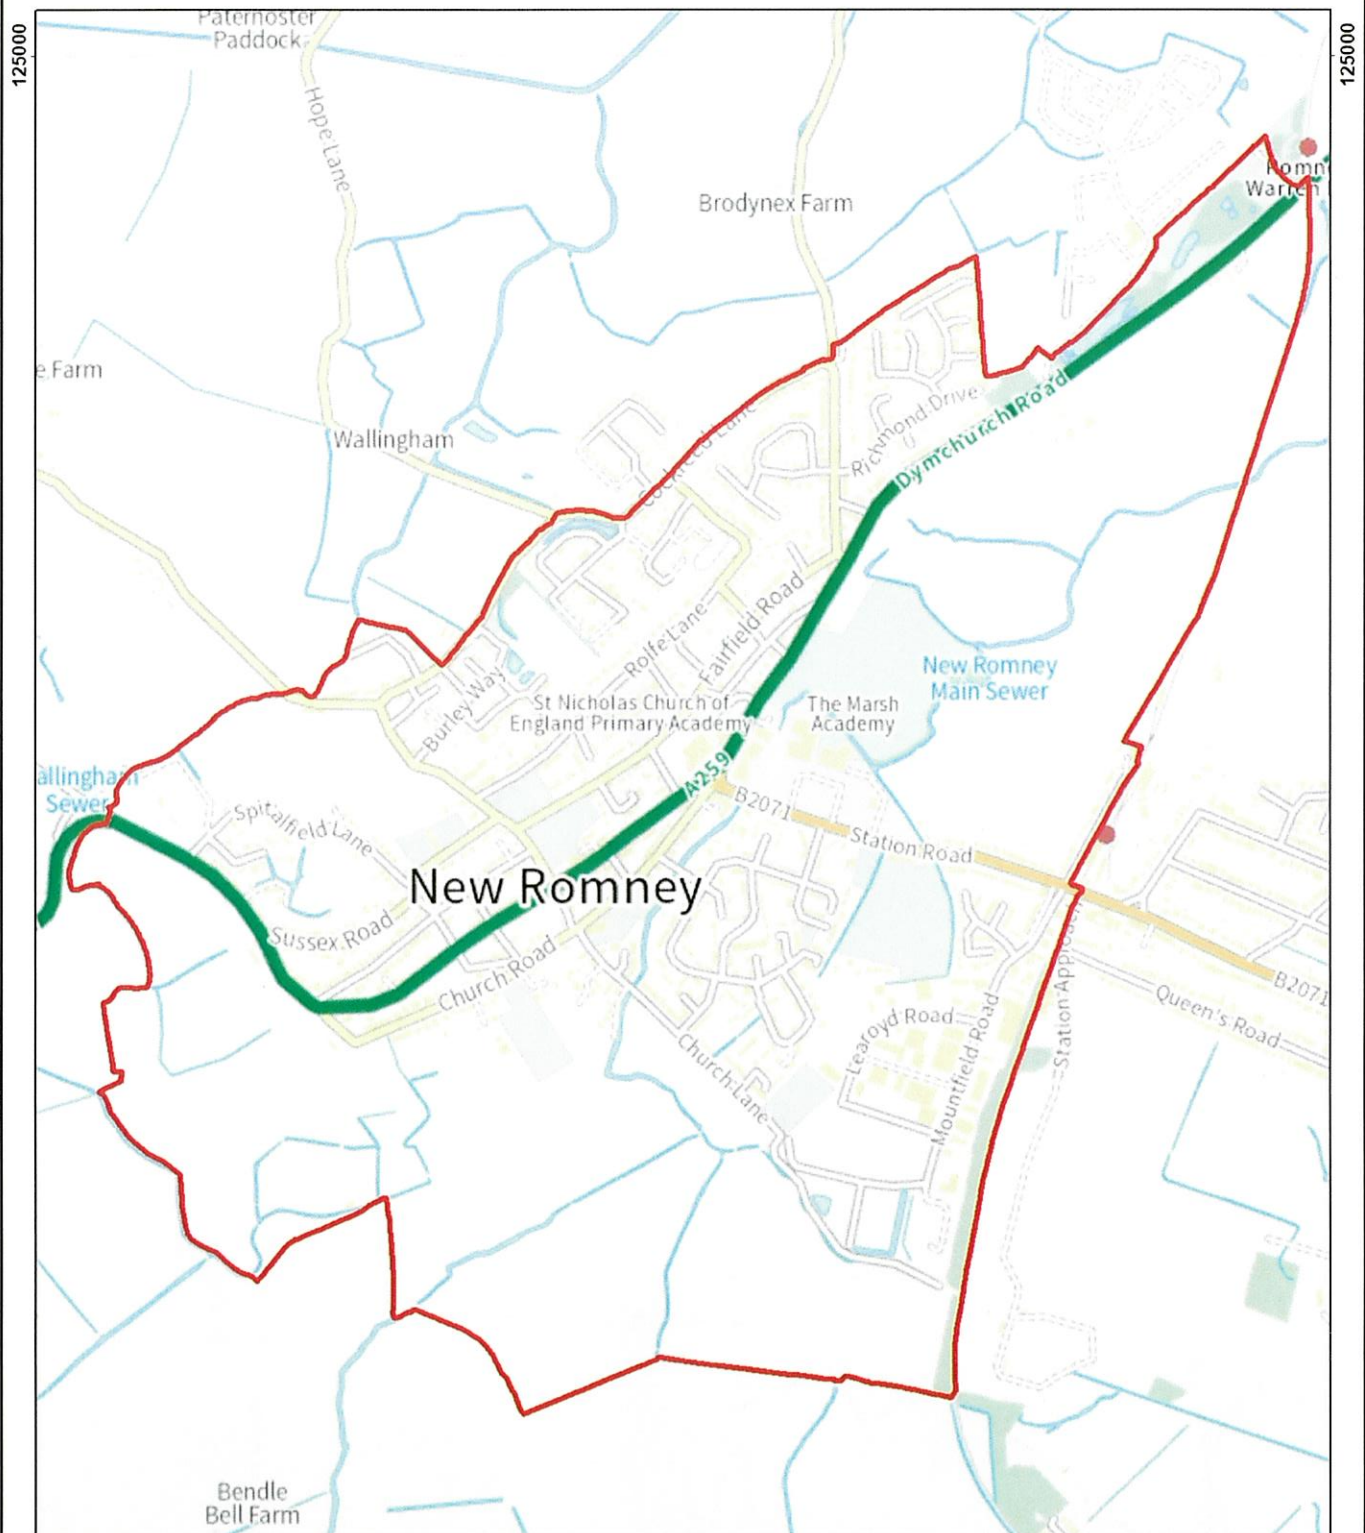 Paternoster
Paddock
125000
125000
Hope Lane
Warren
Brodynex Farm
e Farm
Wallingham
Richmond Drive
Dymchurch Road
Cockreed Lane
Fairfield Road
Rolfe Lane
New Romney
Main Sewer
Burley Way
St Nicholas Church of
England Primary Academy
The Marsh
Academy
allingham
Sewer
A259
B2071
Spitalfield Lane
Station Road
New Romney
Sussex Road
Church Road
Station Approach
B2071
Queen's Road
Learoyd Road
Mountfield Road
Church Lane
Bendle
Bell Farm